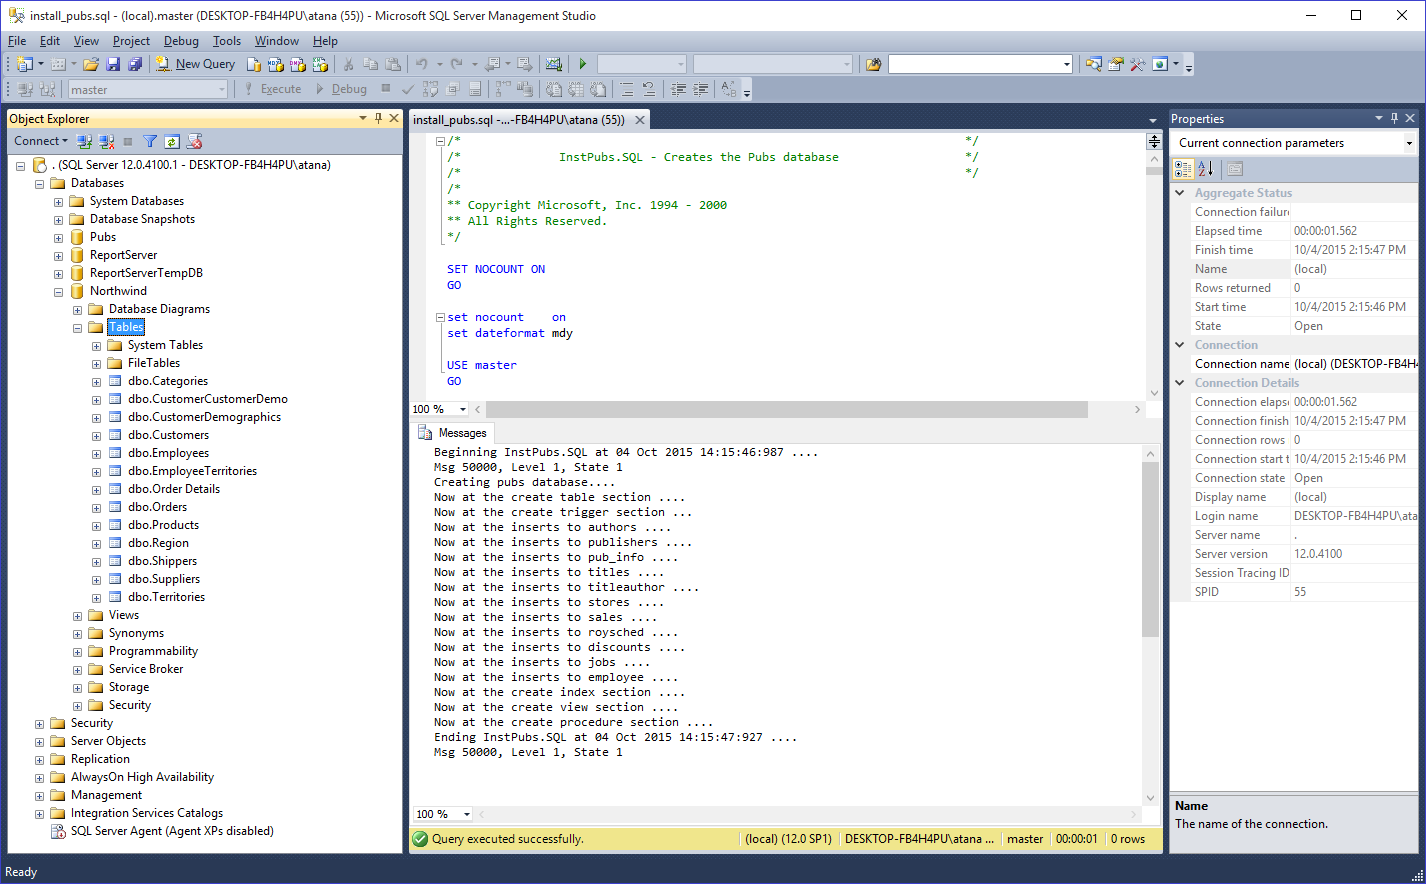 install_pubs.sql - (local).master (DESKTOP-FB4H4PU\atana (55)) - Microsoft SQL Server Management Studio
File Edit View Project Debug Tools Window Help
New Query
master Execute Debug
Object Explorer
Connect
. (SQL Server 12.0.4100.1 - DESKTOP-FB4H4PU\atana)
Databases
System Databases
Database Snapshots
Pubs
ReportServer
ReportServerTempDB
Northwind
Database Diagrams
Tables
System Tables
FileTables
dbo.Categories
dbo.CustomerCustomerDemo
dbo.CustomerDemographics
dbo.Customers
dbo.Employees
dbo.EmployeeTerritories
dbo.Order Details
dbo.Orders
dbo.Products
dbo.Region
dbo.Shippers
dbo.Suppliers
dbo.Territories
Views
Synonyms
Programmability
Service Broker
Storage
Security
Security
Server Objects
Replication
AlwaysOn High Availability
Management
Integration Services Catalogs
SQL Server Agent (Agent XPs disabled)
install_pubs.sql -...-FB4H4PU\atana (55))
/* */
/* InstPubs.SQL - Creates the Pubs database */
/* */
/*
** Copyright Microsoft, Inc. 1994 - 2000
** All Rights Reserved.
*/
SET NOCOUNT ON
GO
set nocount on
set dateformat mdy
USE master
GO
100 %
Messages
Beginning InstPubs.SQL at 04 Oct 2015 14:15:46:987 ....
Msg 50000, Level 1, State 1
Creating pubs database....
Now at the create table section ....
Now at the create trigger section ...
Now at the inserts to authors ....
Now at the inserts to publishers ....
Now at the inserts to pub_info ....
Now at the inserts to titles ....
Now at the inserts to titleauthor ....
Now at the inserts to stores ....
Now at the inserts to sales ....
Now at the inserts to roysched ....
Now at the inserts to discounts ....
Now at the inserts to jobs ....
Now at the inserts to employee ....
Now at the create index section ....
Now at the create view section ....
Now at the create procedure section ....
Ending InstPubs.SQL at 04 Oct 2015 14:15:47:927 ....
Msg 50000, Level 1, State 1
100 %
Query executed successfully. (local) (12.0 SP1) DESKTOP-FB4H4PU\atana ... master 00:00:01 0 rows
Properties
Current connection parameters
Aggregate Status
Connection failur
Elapsed time 00:00:01.562
Finish time 10/4/2015 2:15:47 PM
Name (local)
Rows returned 0
Start time 10/4/2015 2:15:46 PM
State Open
Connection
Connection name (local) (DESKTOP-FB4H4
Connection Details
Connection elaps 00:00:01.562
Connection finish 10/4/2015 2:15:47 PM
Connection rows 0
Connection start t 10/4/2015 2:15:46 PM
Connection state Open
Display name (local)
Login name DESKTOP-FB4H4PU\ata
Server name .
Server version 12.0.4100
Session Tracing ID
SPID 55
Name
The name of the connection.
Ready